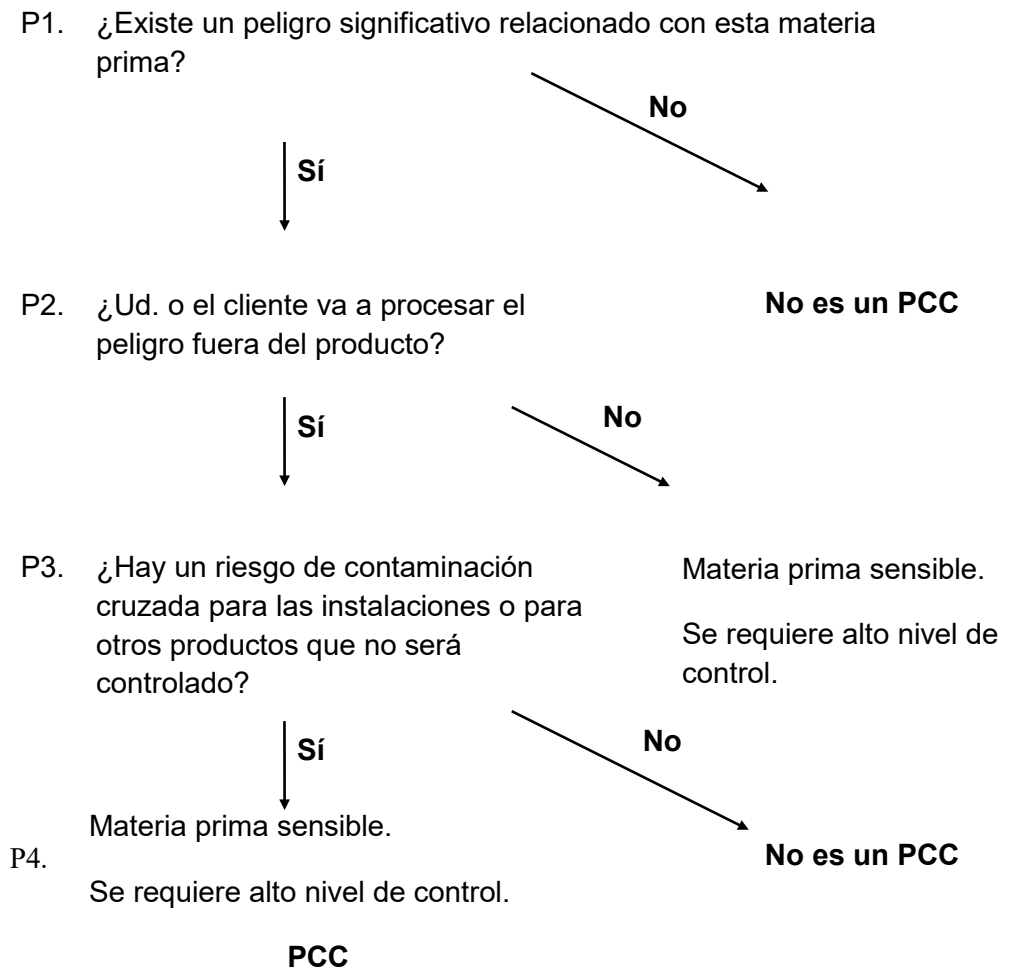 P1. ¿Existe un peligro significativo relacionado con esta materia
prima?
No
Sí
P2. ¿Ud. o el cliente va a procesar el
peligro fuera del producto?
No es un PCC
Sí
No
P3. ¿Hay un riesgo de contaminación
cruzada para las instalaciones o para
otros productos que no será
controlado?
Materia prima sensible.
Se requiere alto nivel de
control.
Sí
No
Materia prima sensible.
P4.
No es un PCC
Se requiere alto nivel de control.
PCC